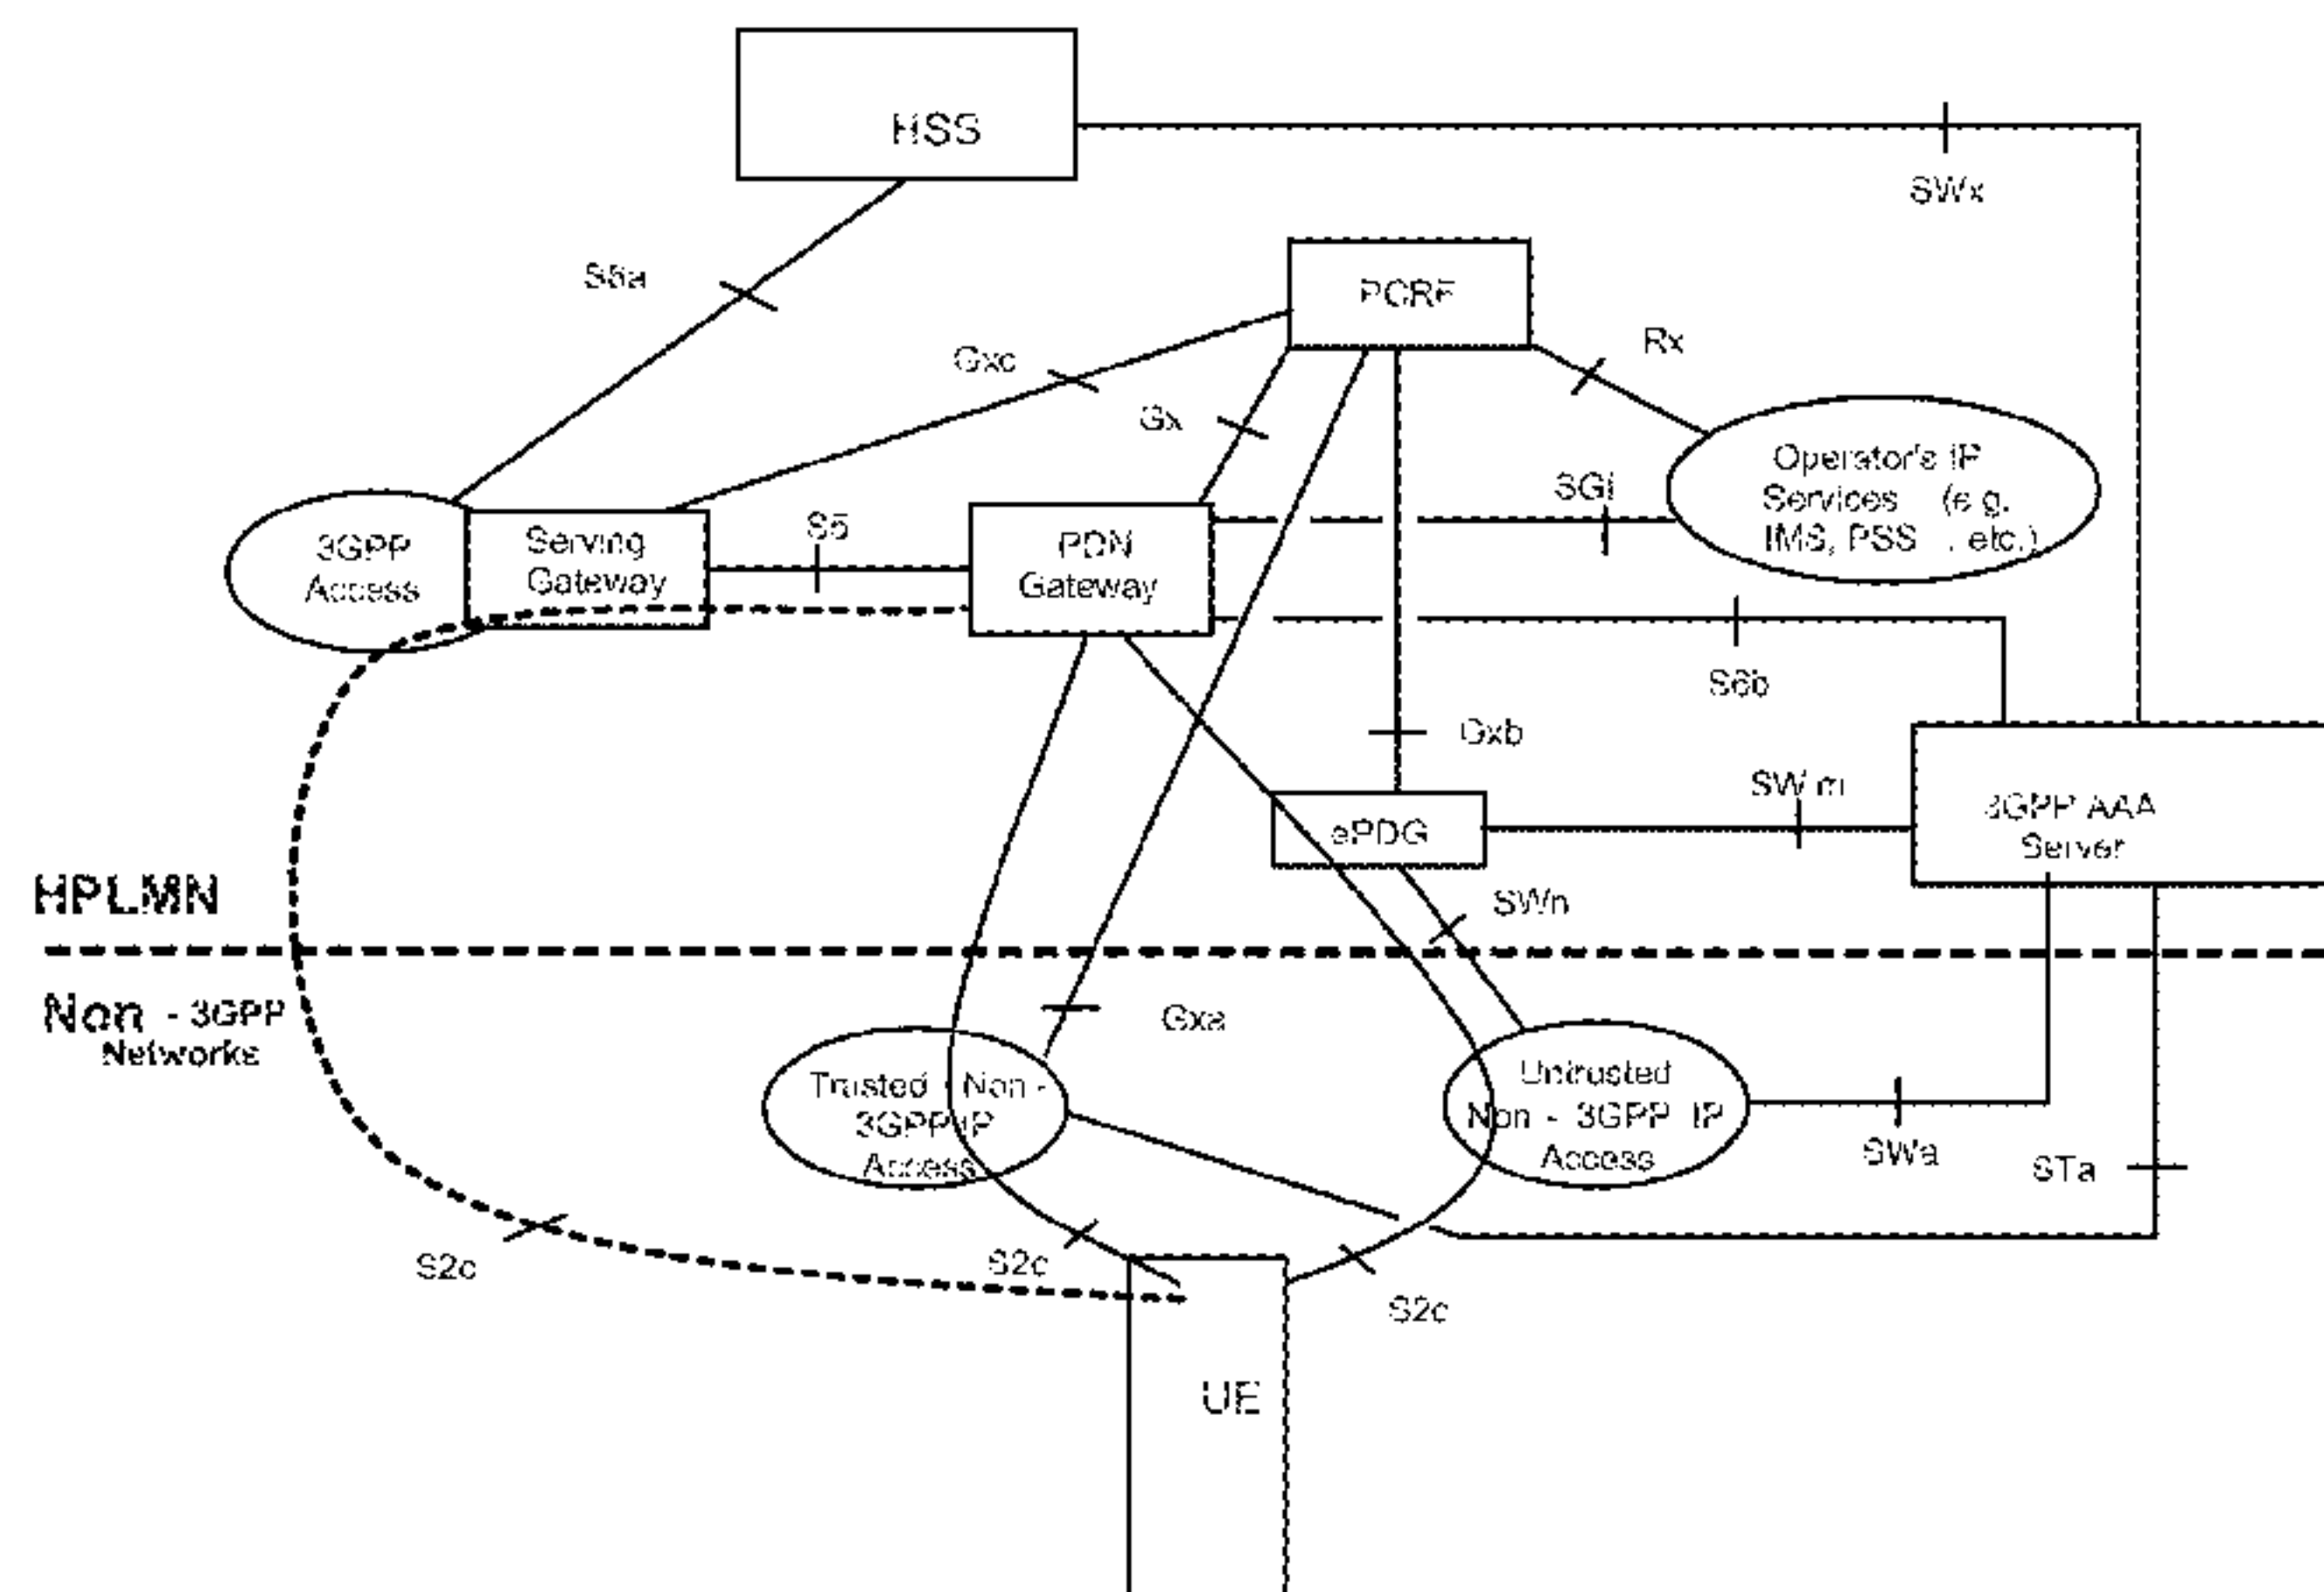 HSS
SWx
S6a
PCRF
Rx
Gxc
Gx
Operator's IP
Services (e.g.
IMS, PSS , etc.)
SGi
S5
3GPP
Access
Serving
Gateway
PDN
Gateway
S6b
Gxb
SW m
ePDG
3GPP AAA
Server
HPLMN
SWn
Non - 3GPP
Networks
Gxa
Trusted Non -
3GPP IP
Access
Untrusted
Non - 3GPP IP
Access
SWa
STa
S2c
S2c
S2c
UE